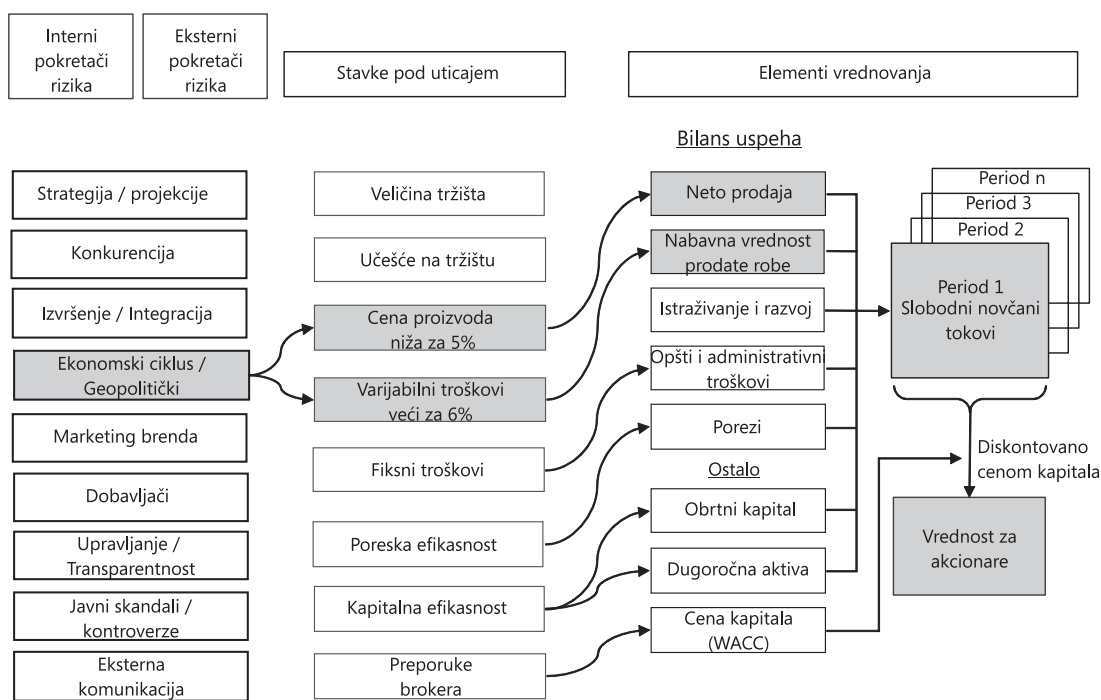 Interni
pokretači
rizika
Eksterni
pokretači
rizika
Stavke pod uticajem
Elementi vrednovanja
Strategija / projekcije
Konkurencija
Izvršenje / Integracija
Ekonomski ciklus /
Geopolitički
Marketing brenda
Dobavljači
Upravljanje /
Transparentnost
Javni skandali /
kontroverze
Eksterna
komunikacija
Veličina tržišta
Učešće na tržištu
Cena proizvoda
niža za 5%
Varijabilni troškovi
veći za 6%
Fiksni troškovi
Poreska efikasnost
Kapitalna efikasnost
Preporuke
brokera
Bilans uspeha
Neto prodaja
Nabavna vrednost
prodate robe
Istraživanje i razvoj
Opšti i administrativni
troškovi
Porezi
Ostalo
Obrtni kapital
Dugoročna aktiva
Cena kapitala
(WACC)
Period n
Period 3
Period 2
Period 1
Slobodni novčani
tokovi
Diskontovano
cenom kapitala
Vrednost za
akcionare